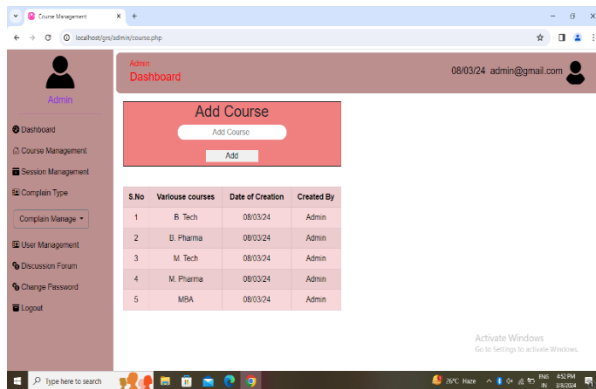 Course Management
localhost/grs/admin/course.php
Admin
Dashboard
08/03/24 admin@gmail.com
Admin
Dashboard
Course Management
Session Management
Complain Type
Complain Manage
User Management
Discussion Forum
Change Password
Logout
Add Course
Add Course
Add
S.No Variouse courses Date of Creation Created By
1 B. Tech 08/03/24 Admin
2 B. Pharma 08/03/24 Admin
3 M. Tech 08/03/24 Admin
4 M. Pharma 08/03/24 Admin
5 MBA 08/03/24 Admin
Activate Windows
Go to Settings to activate Windows.
Type here to search
26°C Haze
ENG 4:52 PM
IN 3/8/2024